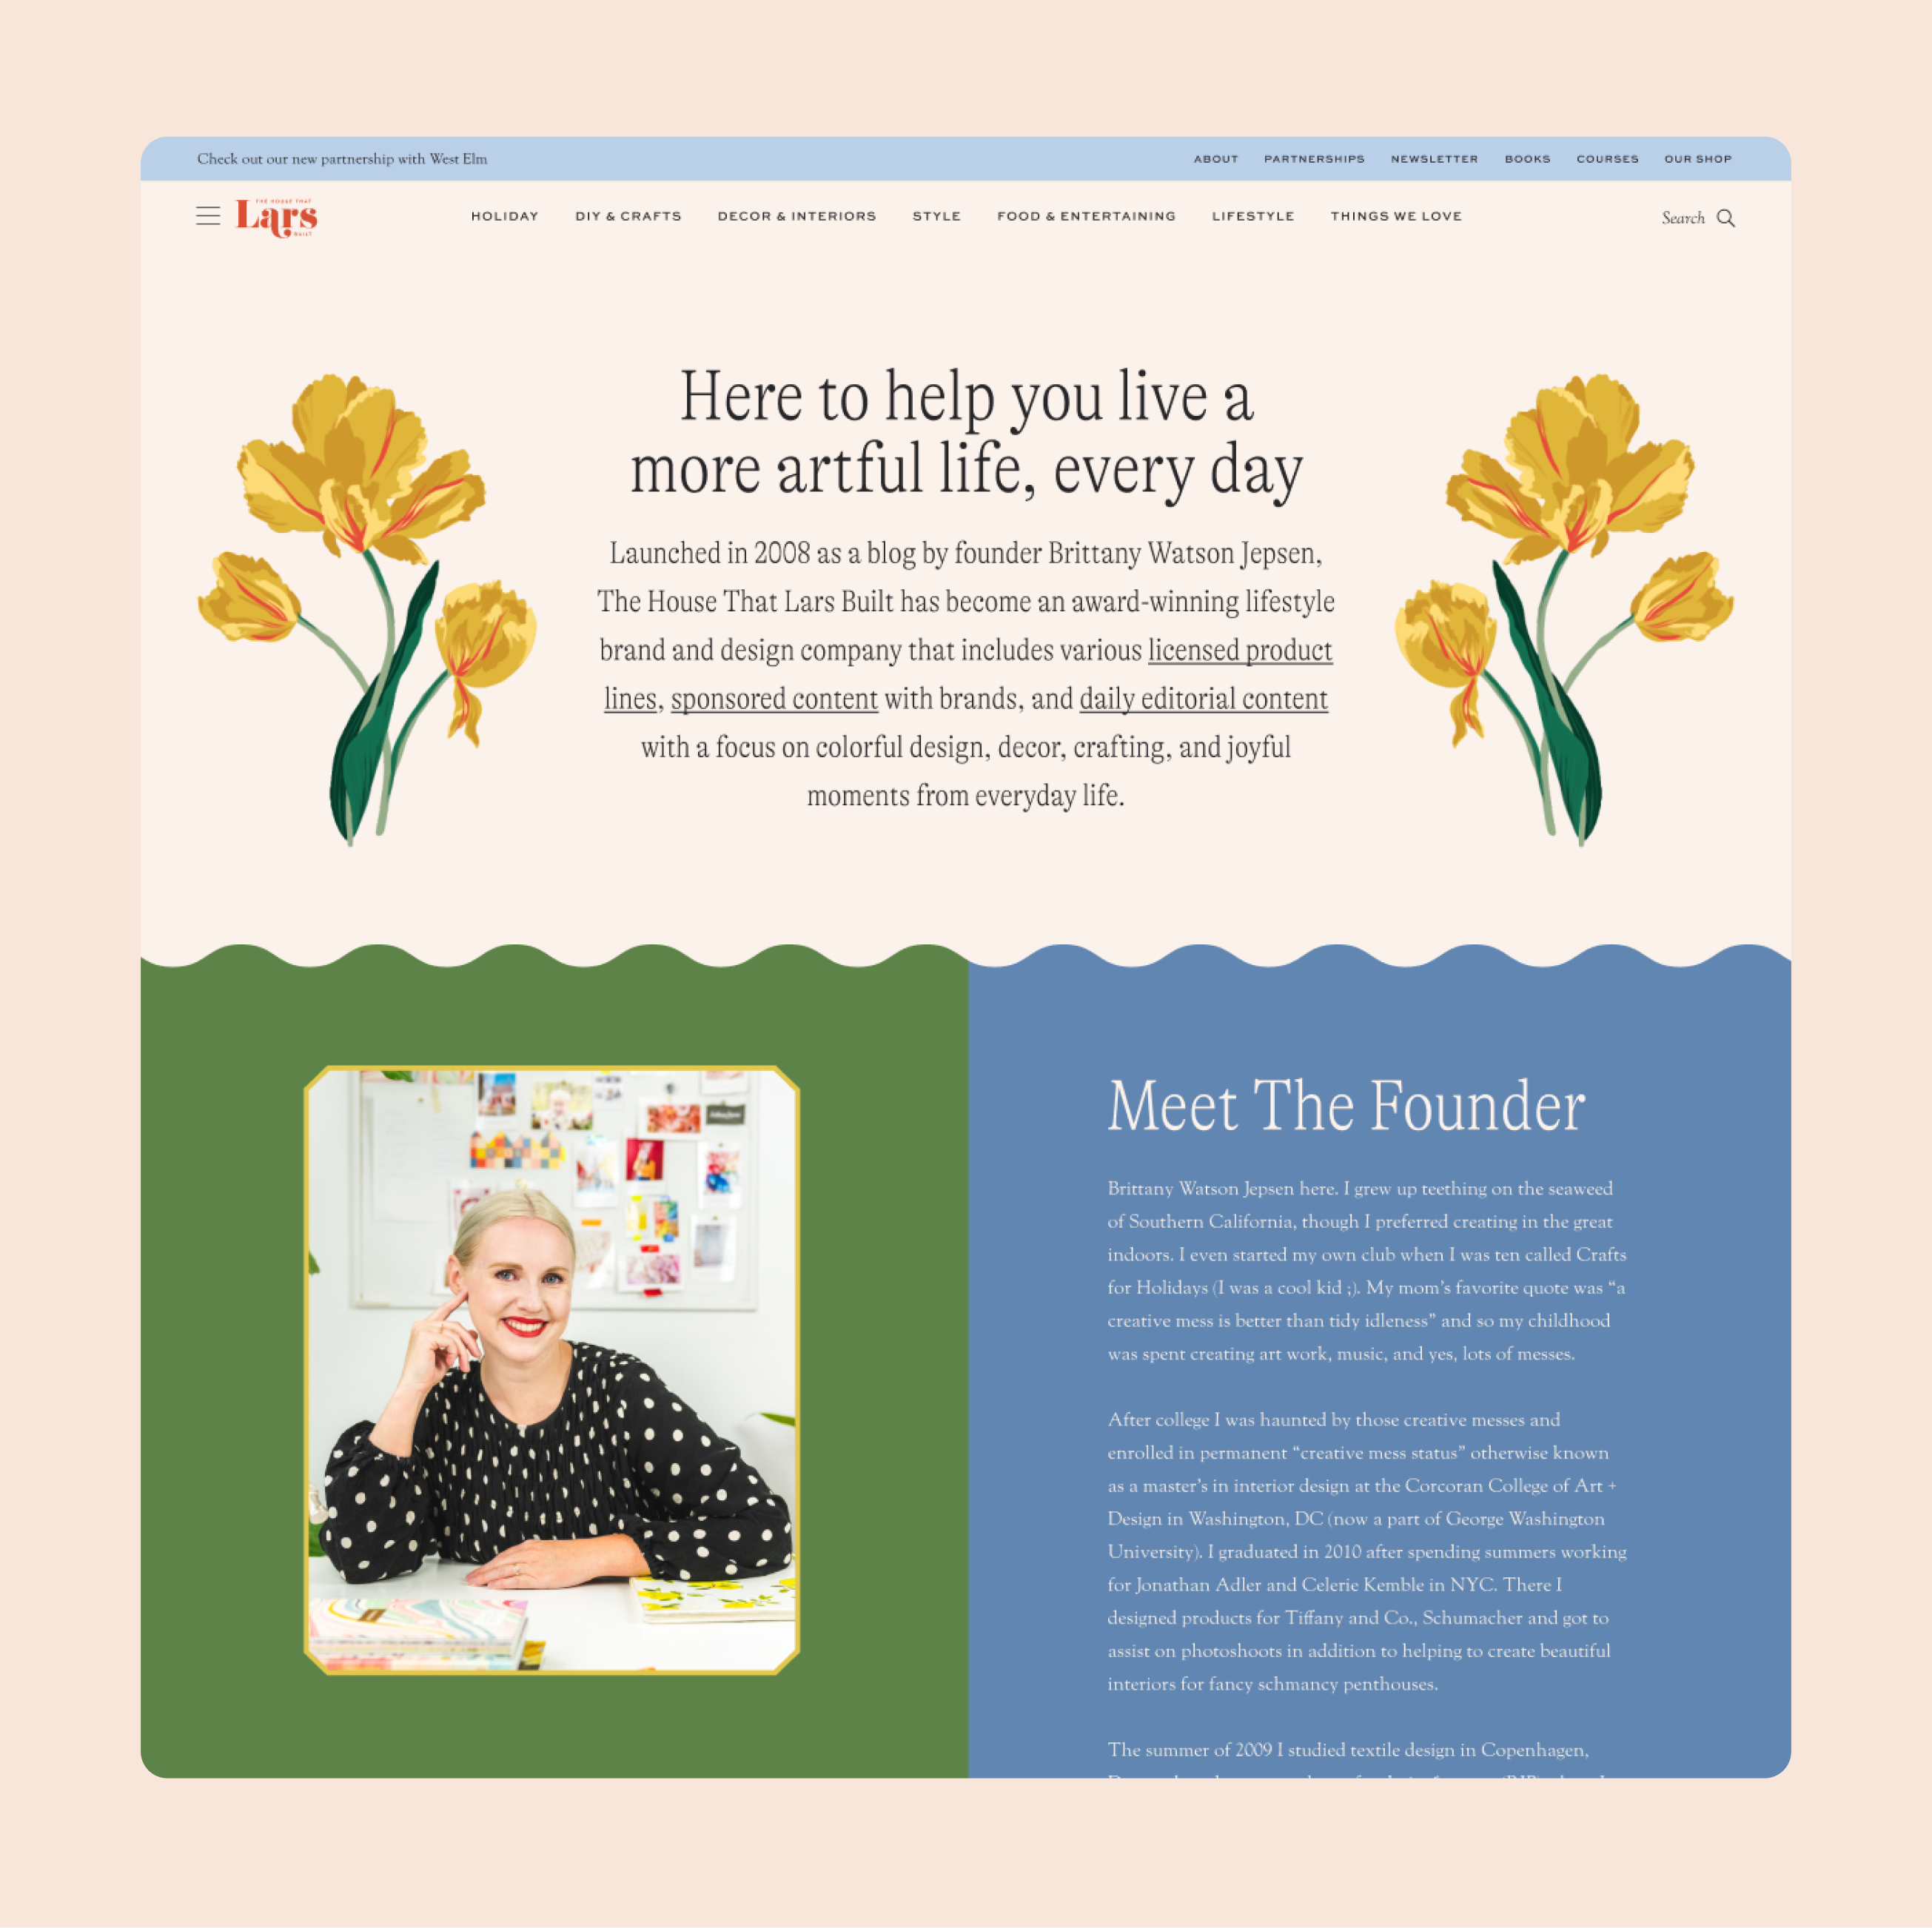 Check out our new partnership with West Elm
ABOUT PARTNERSHIPS NEWSLETTER BOOKS COURSES OUR SHOP
THE HOUSE THAT
Lars
BUILT
HOLIDAY DIY & CRAFTS DECOR & INTERIORS STYLE FOOD & ENTERTAINING LIFESTYLE THINGS WE LOVE
Search
Here to help you live a
more artful life, every day
Launched in 2008 as a blog by founder Brittany Watson Jepsen,
The House That Lars Built has become an award-winning lifestyle
brand and design company that includes various licensed product
lines, sponsored content with brands, and daily editorial content
with a focus on colorful design, decor, crafting, and joyful
moments from everyday life.
Meet The Founder
Brittany Watson Jepsen here. I grew up teething on the seaweed
of Southern California, though I preferred creating in the great
indoors. I even started my own club when I was ten called Crafts
for Holidays (I was a cool kid ;). My mom’s favorite quote was “a
creative mess is better than tidy idleness” and so my childhood
was spent creating art work, music, and yes, lots of messes.
After college I was haunted by those creative messes and
enrolled in permanent “creative mess status” otherwise known
as a master’s in interior design at the Corcoran College of Art +
Design in Washington, DC (now a part of George Washington
University). I graduated in 2010 after spending summers working
for Jonathan Adler and Celerie Kemble in NYC. There I
designed products for Tiffany and Co., Schumacher and got to
assist on photoshoots in addition to helping to create beautiful
interiors for fancy schmancy penthouses.
The summer of 2009 I studied textile design in Copenhagen,